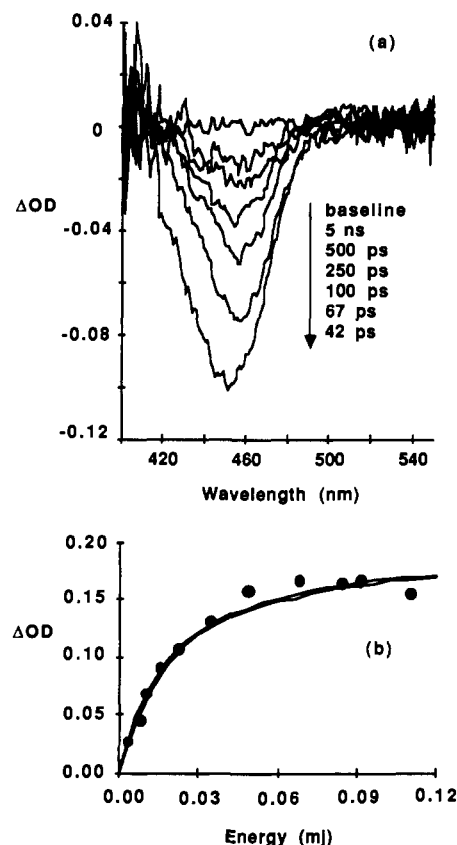 0.04
(a)
0
ΔOD
-0.04
baseline
5 ns
500 ps
250 ps
100 ps
67 ps
42 ps
-0.08
-0.12
420 460 500 540
Wavelength (nm)
0.20
0.15
ΔOD
(b)
0.10
0.05
0.00
0.00 0.03 0.06 0.09 0.12
Energy (mj)